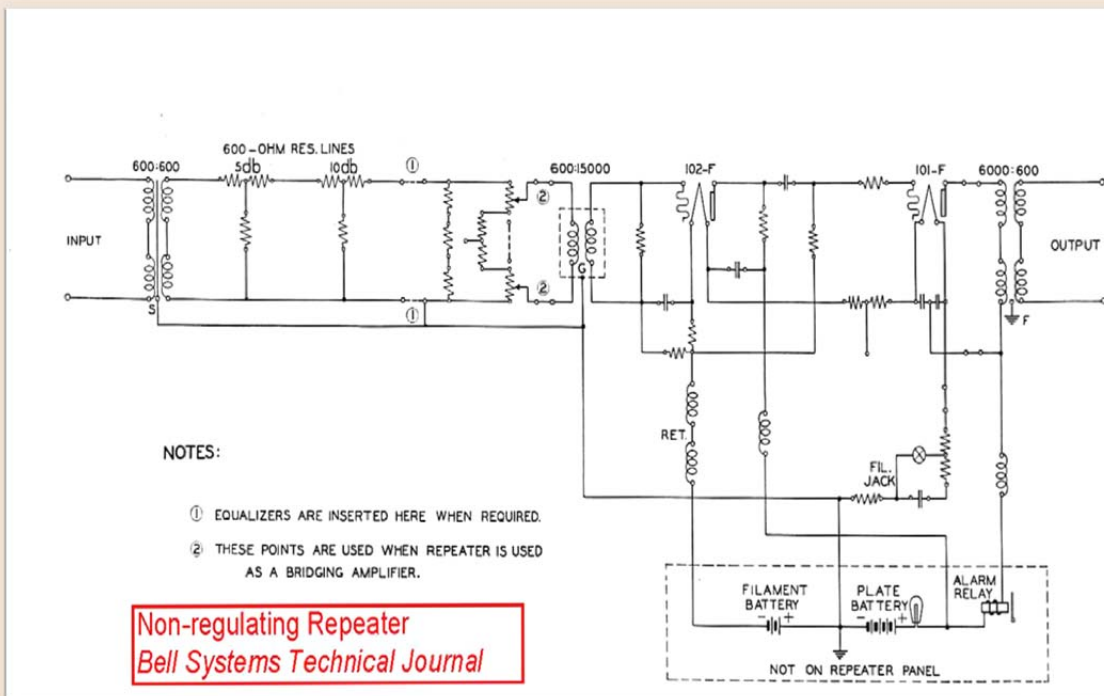 600-OHM RES. LINES
600:600
5db
10db
①
600:15000
102-F
101-F
6000:600
②
INPUT
OUTPUT
G
②
S
①
F
RET.
FIL.
JACK
NOTES:
① EQUALIZERS ARE INSERTED HERE WHEN REQUIRED.
② THESE POINTS ARE USED WHEN REPEATER IS USED
AS A BRIDGING AMPLIFIER.
FILAMENT
BATTERY
- +
PLATE
BATTERY
- +
ALARM
RELAY
NOT ON REPEATER PANEL
Non-regulating Repeater
Bell Systems Technical Journal